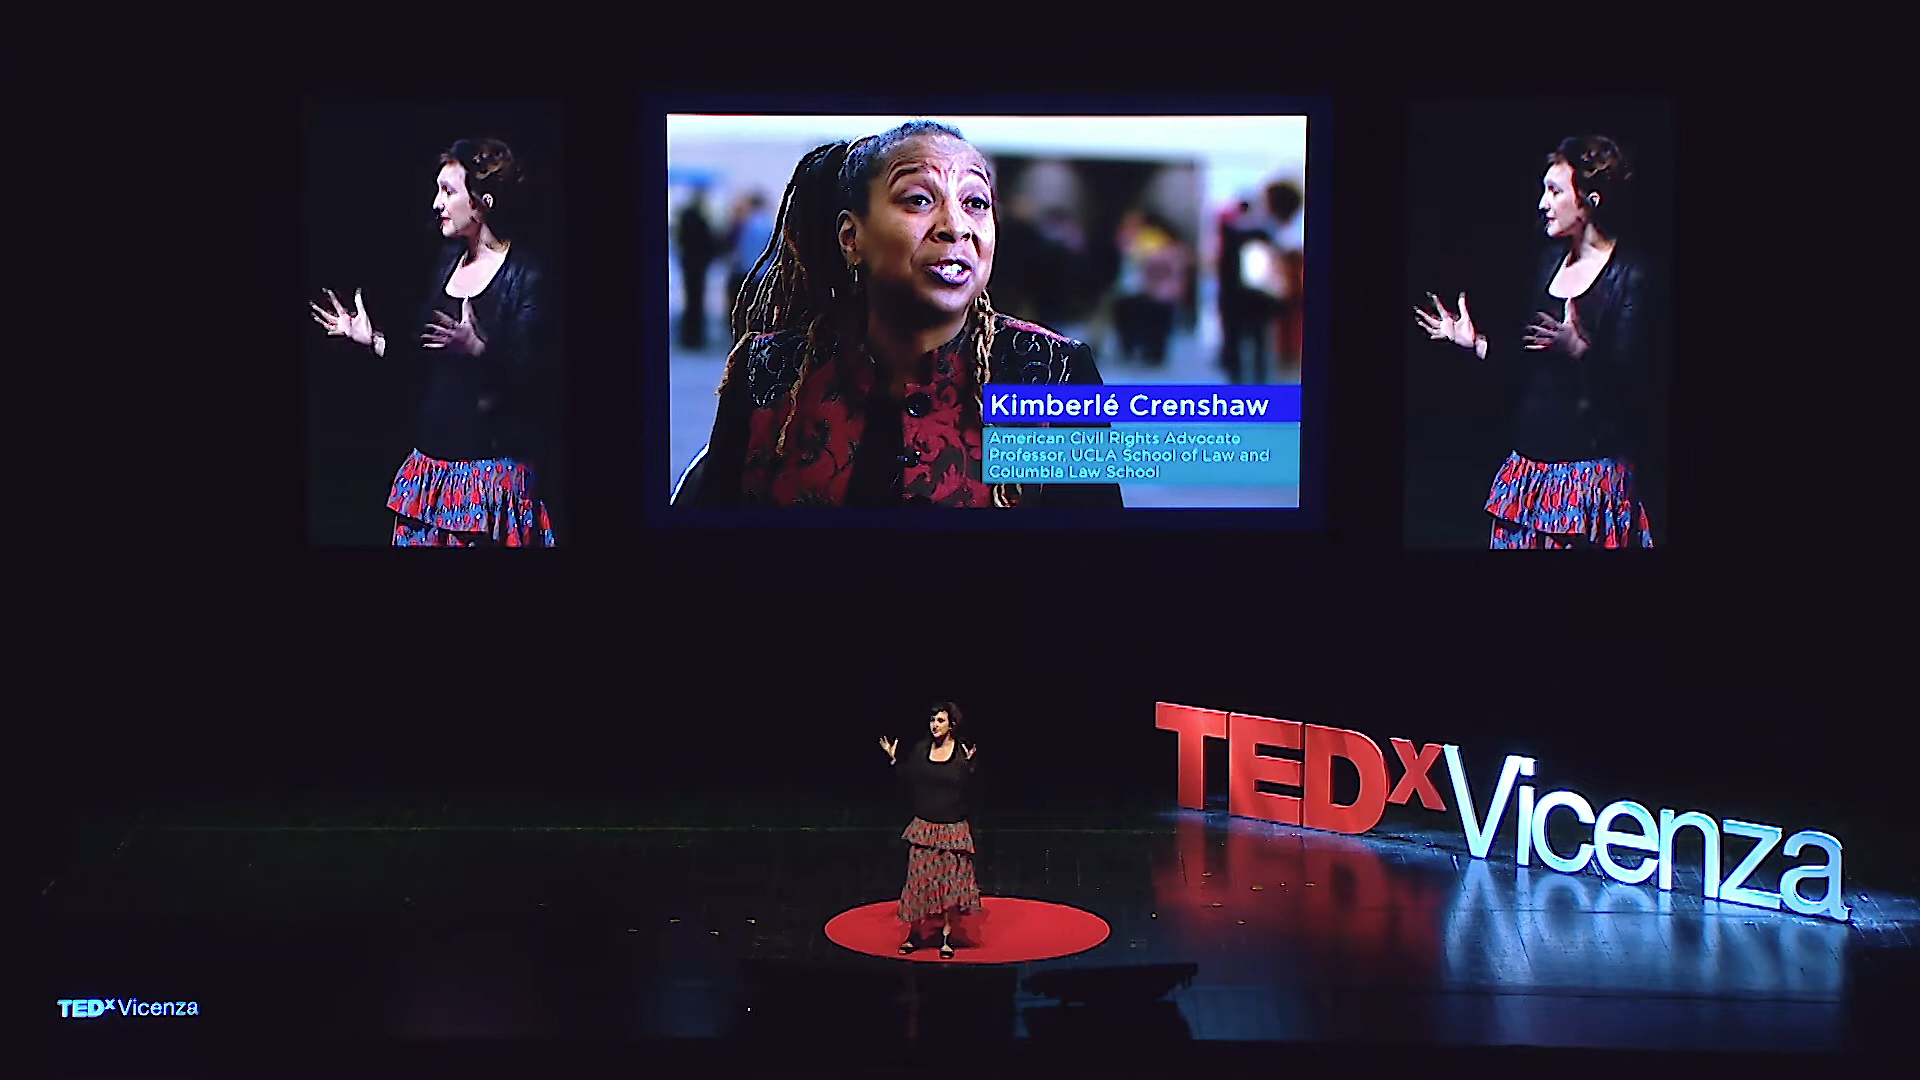 Kimberlé Crenshaw
American Civil Rights Advocate
Professor, UCLA School of Law and
Columbia Law School
TEDxVicenza
TEDxVicenza